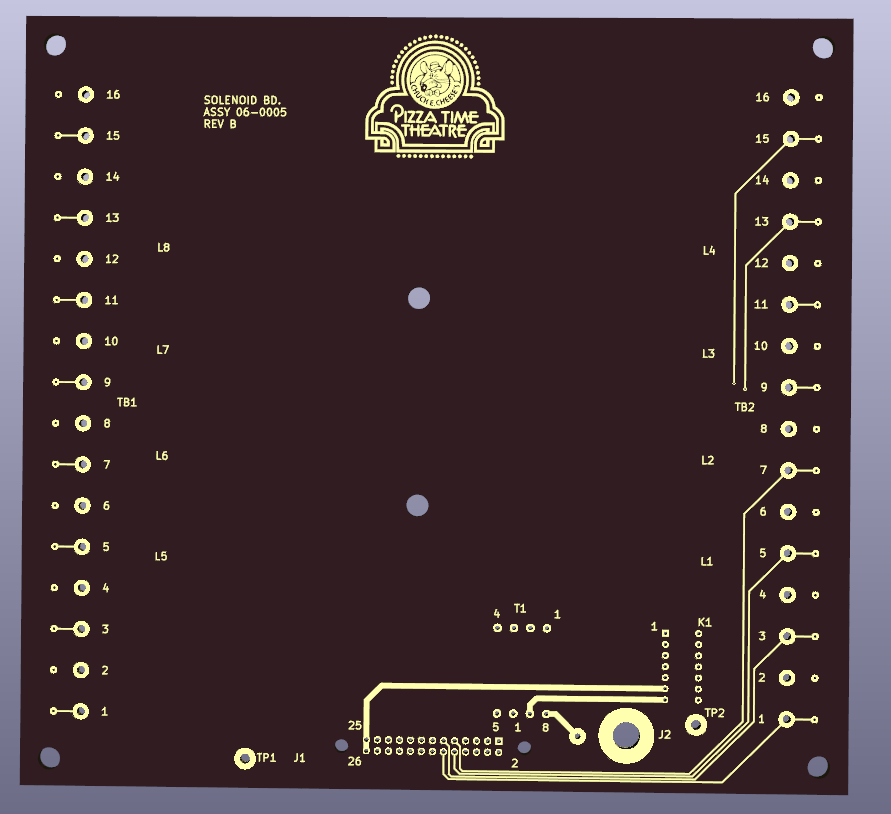 CHUCK E. CHEESE'S
PIZZA TIME
THEATRE
SOLENOID BD.
ASSY 06-0005
REV B
16
15
14
13
12
11
10
9
TB1
8
7
6
5
4
3
2
1
L8
L7
L6
L5
16
15
14
13
12
11
10
9
TB2
8
7
6
5
4
3
2
1
L4
L3
L2
L1
4
T1
1
1
K1
5
1
8
J2
TP2
25
26
2
TP1
J1